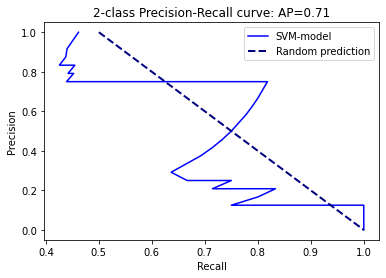 2-class Precision-Recall curve: AP=0.71
SVM-model
Random prediction
Precision
1.0
0.8
0.6
0.4
0.2
0.0
0.4
0.5
0.6
0.7
0.8
0.9
1.0
Recall